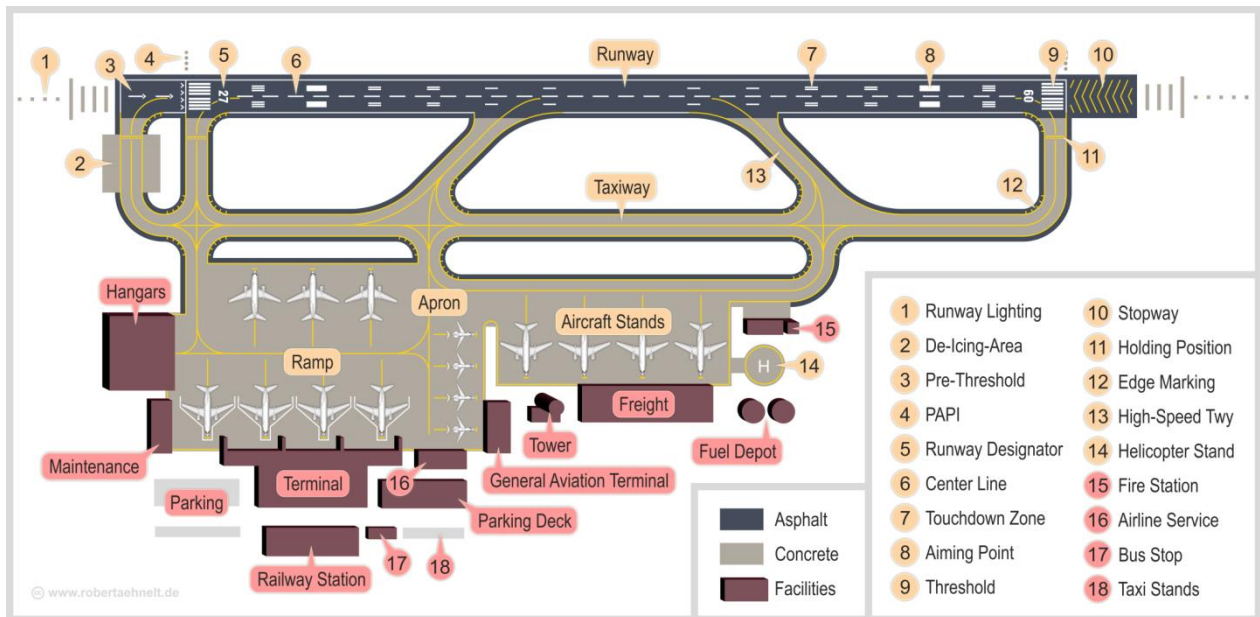 1
3
4
5
6
Runway
7
8
9
10
27
09
2
11
13
12
Taxiway
Hangars
Apron
Aircraft Stands
15
Ramp
H
14
Freight
Tower
Fuel Depot
Maintenance
16
General Aviation Terminal
Terminal
Parking
Parking Deck
17
18
Railway Station
cc www.robertaehnelt.de
Asphalt
Concrete
Facilities
1 Runway Lighting
2 De-Icing-Area
3 Pre-Threshold
4 PAPI
5 Runway Designator
6 Center Line
7 Touchdown Zone
8 Aiming Point
9 Threshold
10 Stopway
11 Holding Position
12 Edge Marking
13 High-Speed Twy
14 Helicopter Stand
15 Fire Station
16 Airline Service
17 Bus Stop
18 Taxi Stands